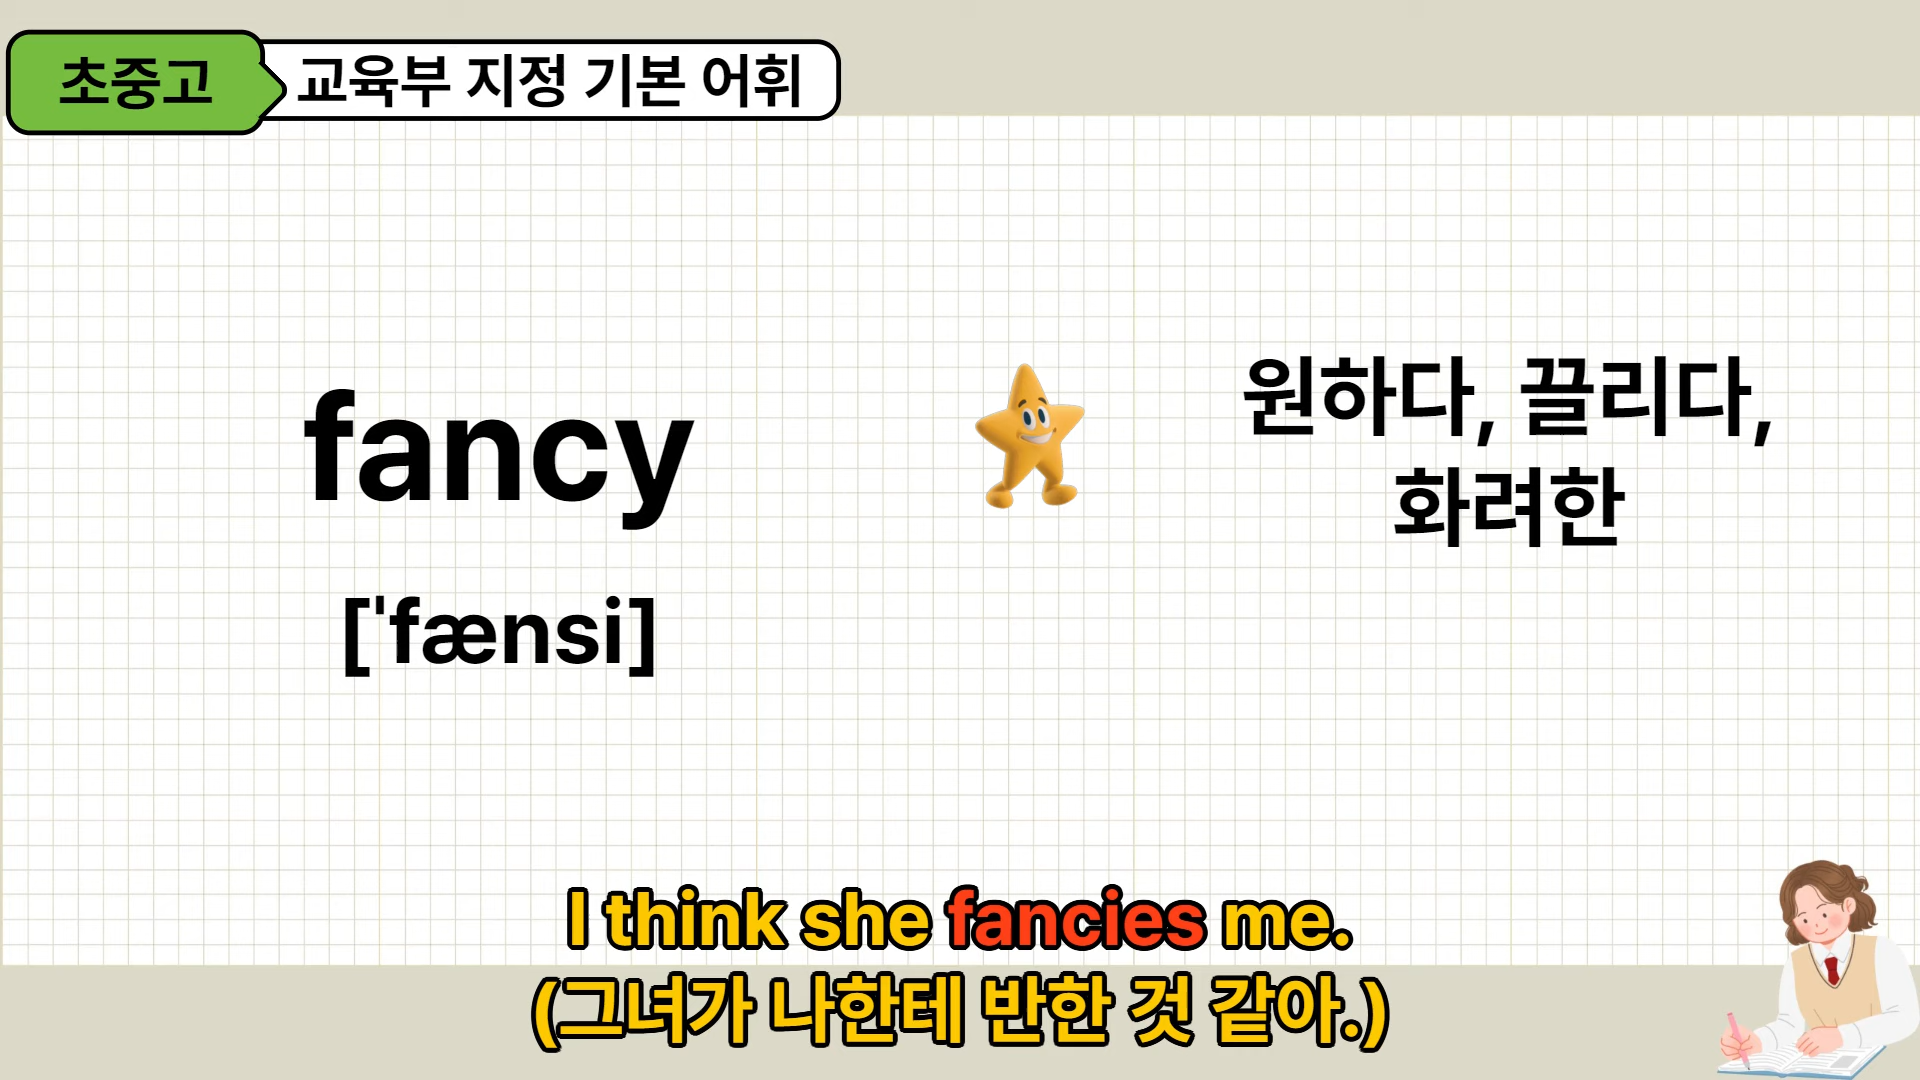 초중고
교육부 지정 기본 어휘
fancy
[ˈfænsi]
원하다, 끌리다,
화려한
I think she fancies me.
(그녀가 나한테 반한 것 같아.)